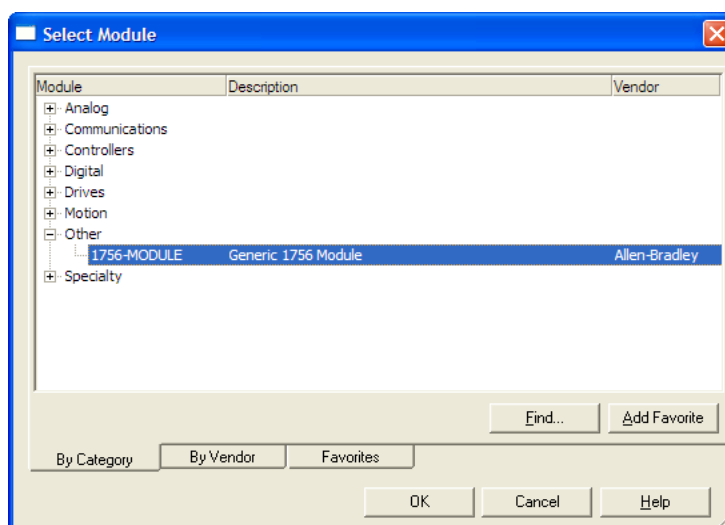 Select Module
Module Description Vendor
Analog
Communications
Controllers
Digital
Drives
Motion
Other
1756-MODULE Generic 1756 Module Allen-Bradley
Specialty
Find... Add Favorite
By Category By Vendor Favorites
OK Cancel Help